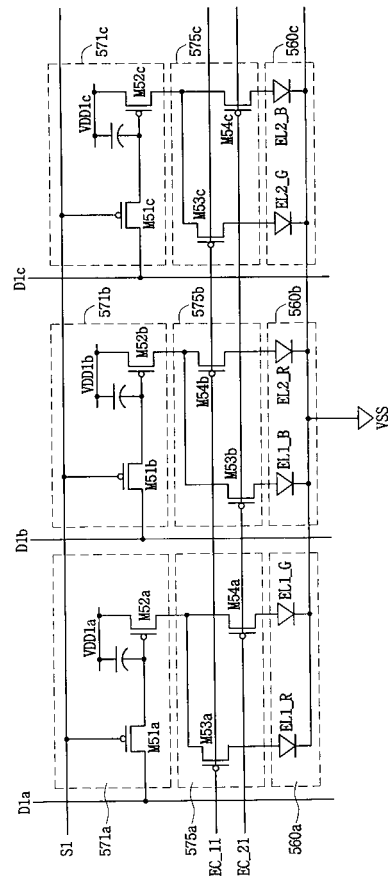 S1
D1a
D1b
D1c
571a
571b
571c
VDD1a
VDD1b
VDD1c
M51a
M52a
M51b
M52b
M51c
M52c
575a
575b
575c
M53a
M54a
M53b
M54b
M53c
M54c
EC_11
EC_21
560a
560b
560c
EL1_R
EL1_G
EL1_B
EL2_R
EL2_G
EL2_B
VSS